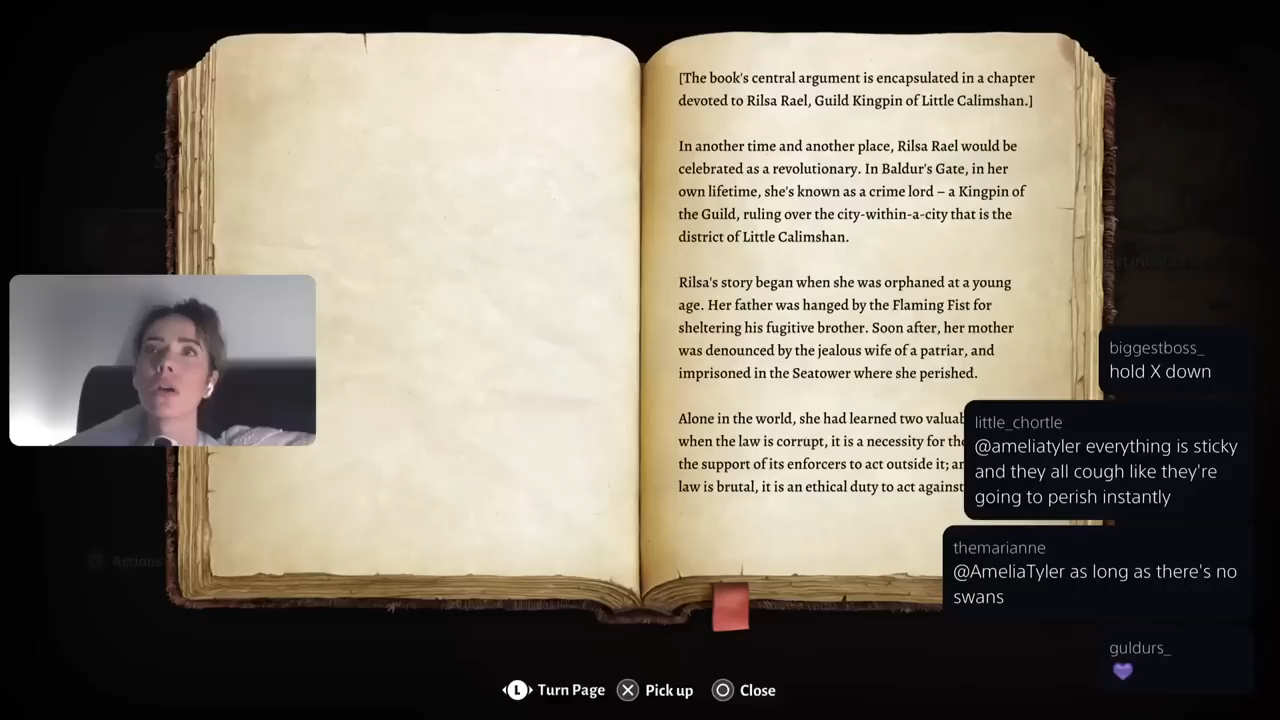 [The book's central argument is encapsulated in a chapter
devoted to Rilsa Rael, Guild Kingpin of Little Calimshan.]
In another time and another place, Rilsa Rael would be
celebrated as a revolutionary. In Baldur's Gate, in her
own lifetime, she's known as a crime lord – a Kingpin of
the Guild, ruling over the city-within-a-city that is the
district of Little Calimshan.
Rilsa's story began when she was orphaned at a young
age. Her father was hanged by the Flaming Fist for
sheltering his fugitive brother. Soon after, her mother
was denounced by the jealous wife of a patriar, and
imprisoned in the Seatower where she perished.
Alone in the world, she had learned two
when the law is corrupt, it is a necessity for
the support of its enforcers to act outside it;
law is brutal, it is an ethical duty to act against
biggestboss_
hold X down
little_chortle
@ameliatyler everything is sticky
and they all cough like they're
going to perish instantly
themarianne
@AmeliaTyler as long as there's no
swans
guldurs_
💜
Actions
L Turn Page Pick up Close